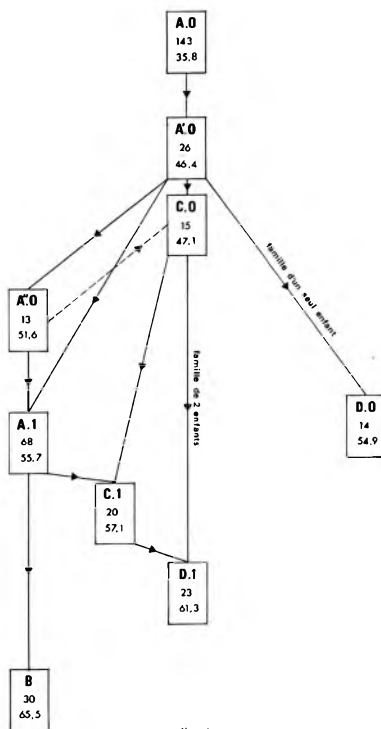 A.0
143
35,8
A'.0
26
46,4
C.0
15
47,1
famille d'un seul enfant
A".0
13
51,6
famille de 2 enfants
D.0
14
54,9
A.1
68
55,7
C.1
20
57,1
D.1
23
61,3
B
30
65,5